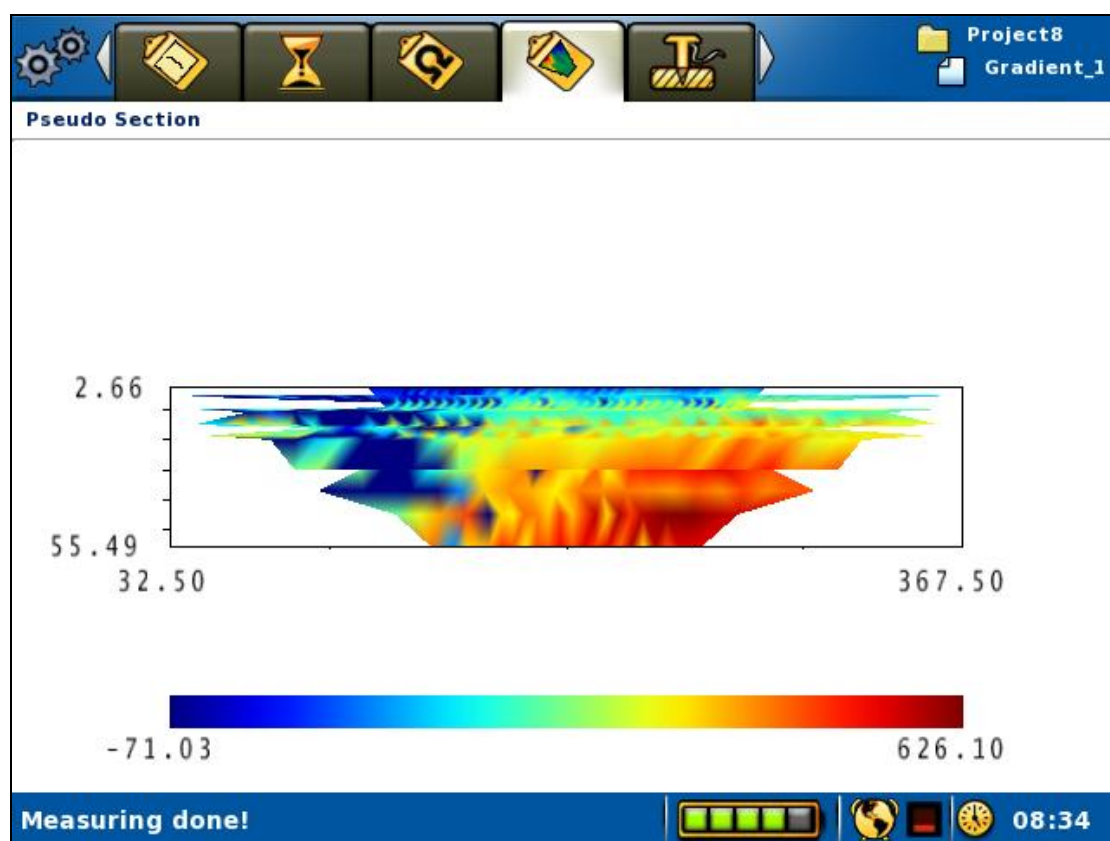 Project8
Gradient_1
Pseudo Section
2.66
55.49
32.50
367.50
-71.03
626.10
Measuring done!
08:34